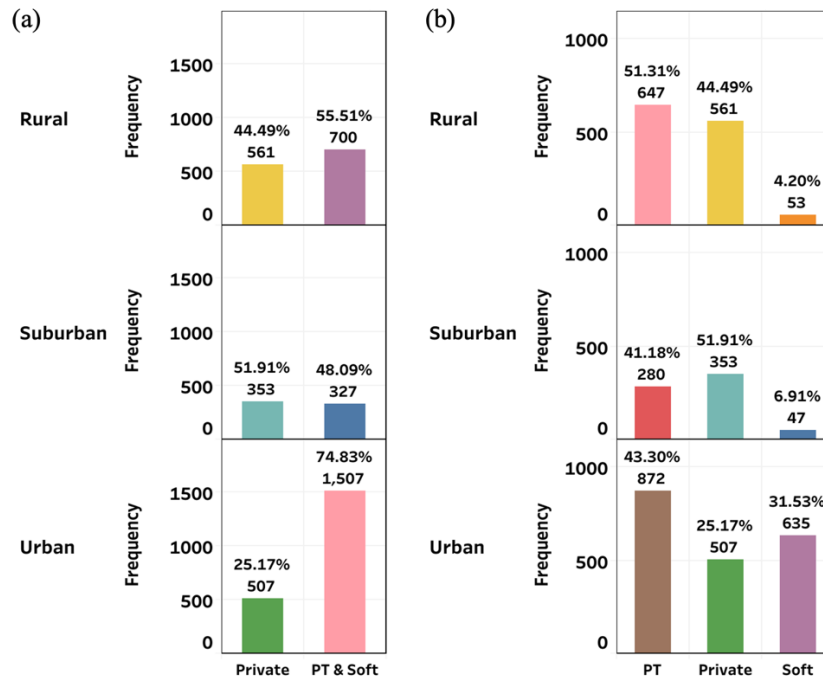 (a)
Rural
Frequency
1500
1000
500
0
44.49%
561
55.51%
700
Suburban
Frequency
1500
1000
500
0
51.91%
353
48.09%
327
Urban
Frequency
1500
1000
500
0
25.17%
507
74.83%
1,507
Private
PT & Soft
(b)
Rural
Frequency
1000
500
0
51.31%
647
44.49%
561
4.20%
53
Suburban
Frequency
1000
500
0
41.18%
280
51.91%
353
6.91%
47
Urban
Frequency
1000
500
0
43.30%
872
25.17%
507
31.53%
635
PT
Private
Soft